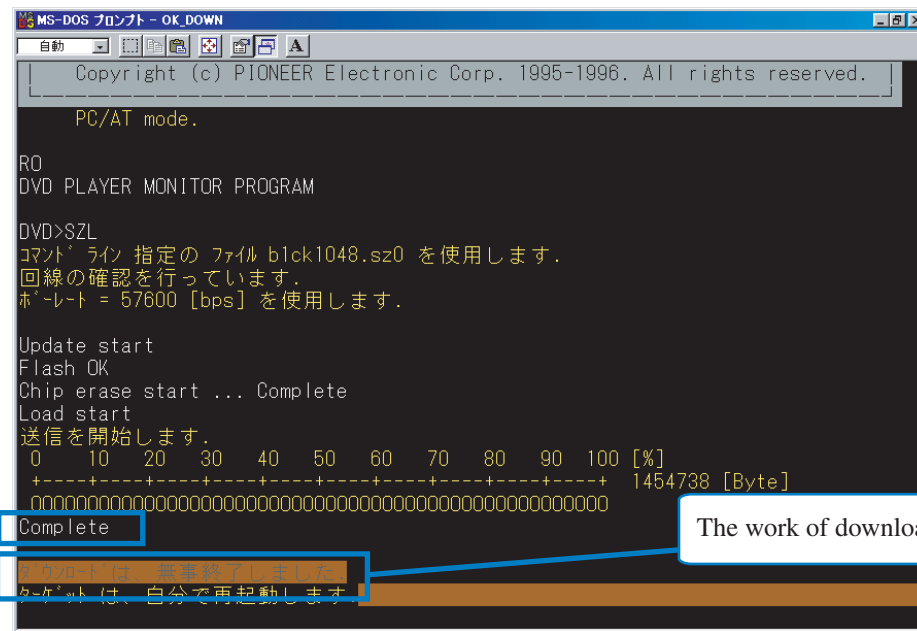 MS-DOS プロンプト - OK_DOWN
自動
Copyright (c) PIONEER Electronic Corp. 1995-1996. All rights reserved.
PC/AT mode.
RO
DVD PLAYER MONITOR PROGRAM
DVD>SZL
ｺﾏﾝﾄﾞ ﾗｲﾝ 指定の ﾌｧｲﾙ b1ck1048.sz0 を使用します.
回線の確認を行っています.
ﾎﾞｰﾚｰﾄ = 57600 [bps] を使用します.
Update start
Flash OK
Chip erase start ... Complete
Load start
送信を開始します.
0 10 20 30 40 50 60 70 80 90 100 [%]
+----+----+----+----+----+----+----+----+----+----+ 1454738 [Byte]
OOOOOOOOOOOOOOOOOOOOOOOOOOOOOOOOOOOOOOOOOOOOOOOOOOO
Complete
The work of downloa
ﾀﾞｳﾝﾛｰﾄﾞは、無事終了しました.
ﾀｰｹﾞｯﾄ は、自分で再起動します.